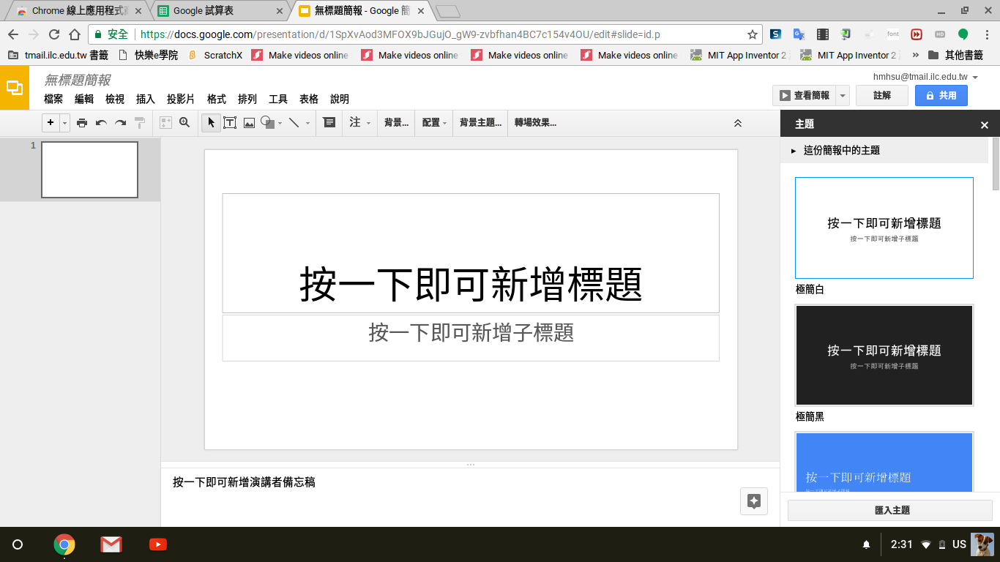 Chrome 線上應用程式商
Google 試算表
無標題簡報 - Google 簡
安全
https://docs.google.com/presentation/d/1SpXvAod3MFOX9bJGujO_gW9-zvbfhan4BC7c154v4OU/edit#slide=id.p
font
HD
tmail.ilc.edu.tw 書籤
快樂e學院
ScratchX
Make videos online
Make videos online
Make videos online
Make videos online
MIT App Inventor 2
MIT App Inventor 2
其他書籤
無標題簡報
hmhsu@tmail.ilc.edu.tw
檔案 編輯 檢視 插入 投影片 格式 排列 工具 表格 說明
查看簡報
註解
共用
注
背景...
配置
背景主題...
轉場效果...
主題
1
這份簡報中的主題
按一下即可新增標題
按一下即可新增子標題
按一下即可新增標題
按一下即可新增子標題
極簡白
按一下即可新增標題
按一下即可新增子標題
極簡黑
按一下即可新增標題
按一下即可新增演講者備忘稿
匯入主題
2:31
US